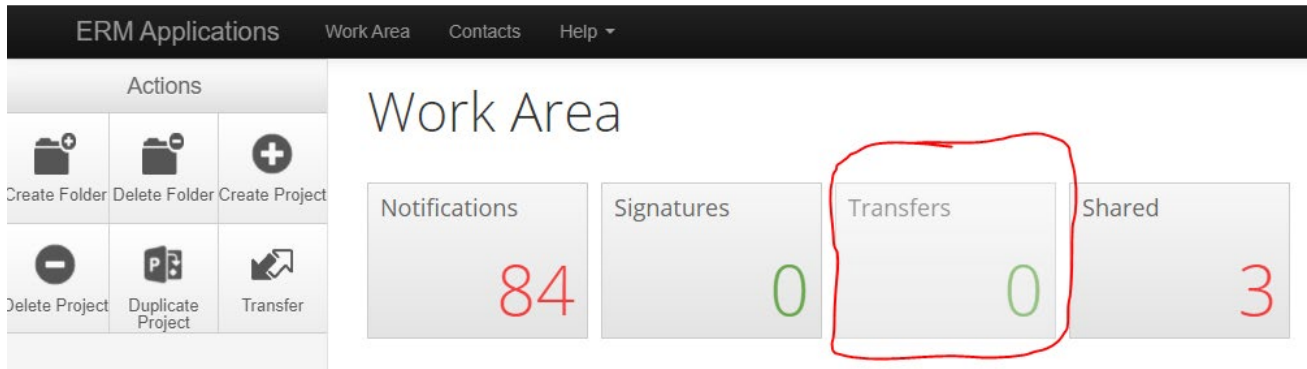 ERM Applications Work Area Contacts Help
Actions
Work Area
Create Folder Delete Folder Create Project
Notifications Signatures Transfers Shared
84 0 0 3
Delete Project Duplicate Project Transfer